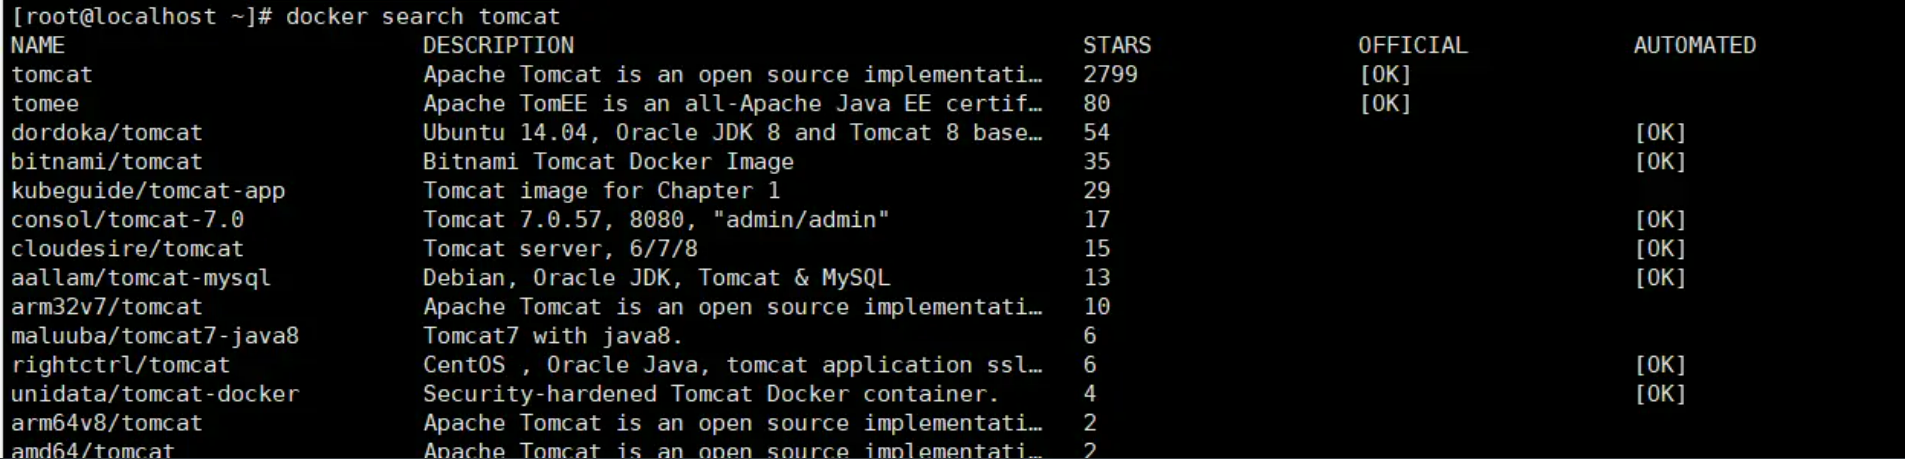 [root@localhost ~]# docker search tomcat
NAME DESCRIPTION STARS OFFICIAL AUTOMATED
tomcat Apache Tomcat is an open source implementati… 2799 [OK]
tomee Apache TomEE is an all-Apache Java EE certif… 80 [OK]
dordoka/tomcat Ubuntu 14.04, Oracle JDK 8 and Tomcat 8 base… 54 [OK]
bitnami/tomcat Bitnami Tomcat Docker Image 35 [OK]
kubeguide/tomcat-app Tomcat image for Chapter 1 29
consol/tomcat-7.0 Tomcat 7.0.57, 8080, "admin/admin" 17 [OK]
cloudesire/tomcat Tomcat server, 6/7/8 15 [OK]
aallam/tomcat-mysql Debian, Oracle JDK, Tomcat & MySQL 13 [OK]
arm32v7/tomcat Apache Tomcat is an open source implementati… 10
maluuba/tomcat7-java8 Tomcat7 with java8. 6
rightctrl/tomcat CentOS , Oracle Java, tomcat application ssl… 6 [OK]
unidata/tomcat-docker Security-hardened Tomcat Docker container. 4 [OK]
arm64v8/tomcat Apache Tomcat is an open source implementati… 2
amd64/tomcat Apache Tomcat is an open source implementati… 2